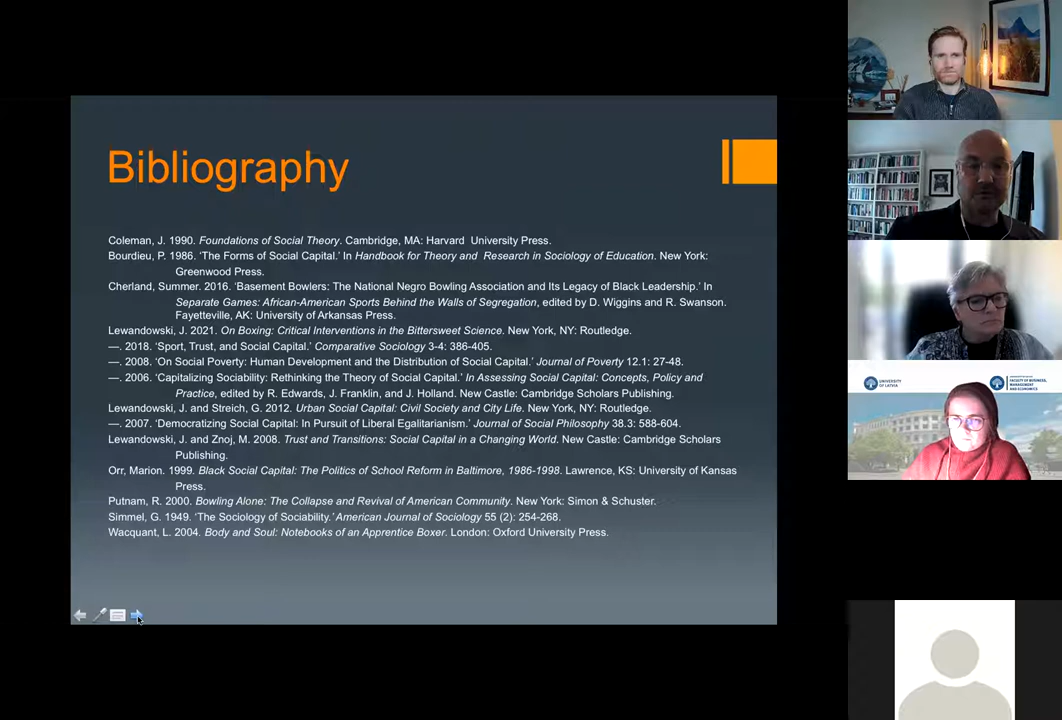 Bibliography
Coleman, J. 1990. Foundations of Social Theory. Cambridge, MA: Harvard University Press.
Bourdieu, P. 1986. ‘The Forms of Social Capital.’ In Handbook for Theory and Research in Sociology of Education. New York:
Greenwood Press.
Cherland, Summer. 2016. ‘Basement Bowlers: The National Negro Bowling Association and Its Legacy of Black Leadership.’ In
Separate Games: African-American Sports Behind the Walls of Segregation, edited by D. Wiggins and R. Swanson.
Fayetteville, AK: University of Arkansas Press.
Lewandowski, J. 2021. On Boxing: Critical Interventions in the Bittersweet Science. New York, NY: Routledge.
—. 2018. ‘Sport, Trust, and Social Capital.’ Comparative Sociology 3-4: 386-405.
—. 2008. ‘On Social Poverty: Human Development and the Distribution of Social Capital.’ Journal of Poverty 12.1: 27-48.
—. 2006. ‘Capitalizing Sociability: Rethinking the Theory of Social Capital.’ In Assessing Social Capital: Concepts, Policy and
Practice, edited by R. Edwards, J. Franklin, and J. Holland. New Castle: Cambridge Scholars Publishing.
Lewandowski, J. and Streich, G. 2012. Urban Social Capital: Civil Society and City Life. New York, NY: Routledge.
—. 2007. ‘Democratizing Social Capital: In Pursuit of Liberal Egalitarianism.’ Journal of Social Philosophy 38.3: 588-604.
Lewandowski, J. and Znoj, M. 2008. Trust and Transitions: Social Capital in a Changing World. New Castle: Cambridge Scholars
Publishing.
Orr, Marion. 1999. Black Social Capital: The Politics of School Reform in Baltimore, 1986-1998. Lawrence, KS: University of Kansas
Press.
Putnam, R. 2000. Bowling Alone: The Collapse and Revival of American Community. New York: Simon & Schuster.
Simmel, G. 1949. ‘The Sociology of Sociability.’ American Journal of Sociology 55 (2): 254-268.
Wacquant, L. 2004. Body and Soul: Notebooks of an Apprentice Boxer. London: Oxford University Press.
UNIVERSITY
OF LATVIA
FACULTY OF BUSINESS,
MANAGEMENT
AND ECONOMICS